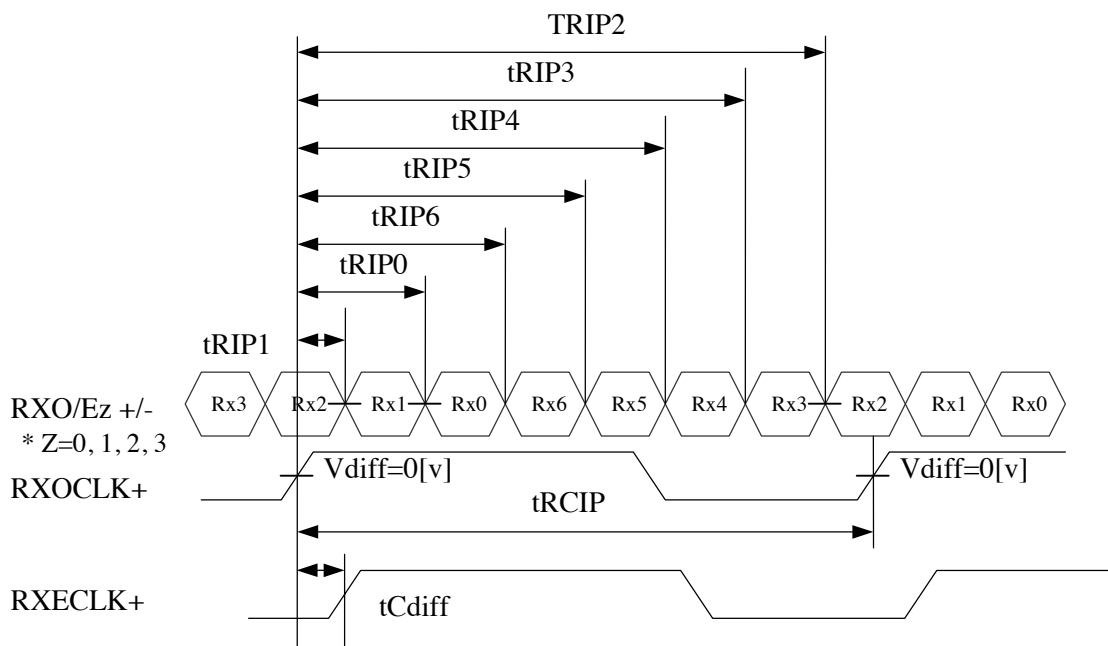 TRIP2
tRIP3
tRIP4
tRIP5
tRIP6
tRIP0
tRIP1
RXO/Ez +/-
Rx3 Rx2 Rx1 Rx0 Rx6 Rx5 Rx4 Rx3 Rx2 Rx1 Rx0
* Z=0, 1, 2, 3
Vdiff=0[v] Vdiff=0[v]
RXOCLK+
tRCIP
RXECLK+
tCdiff